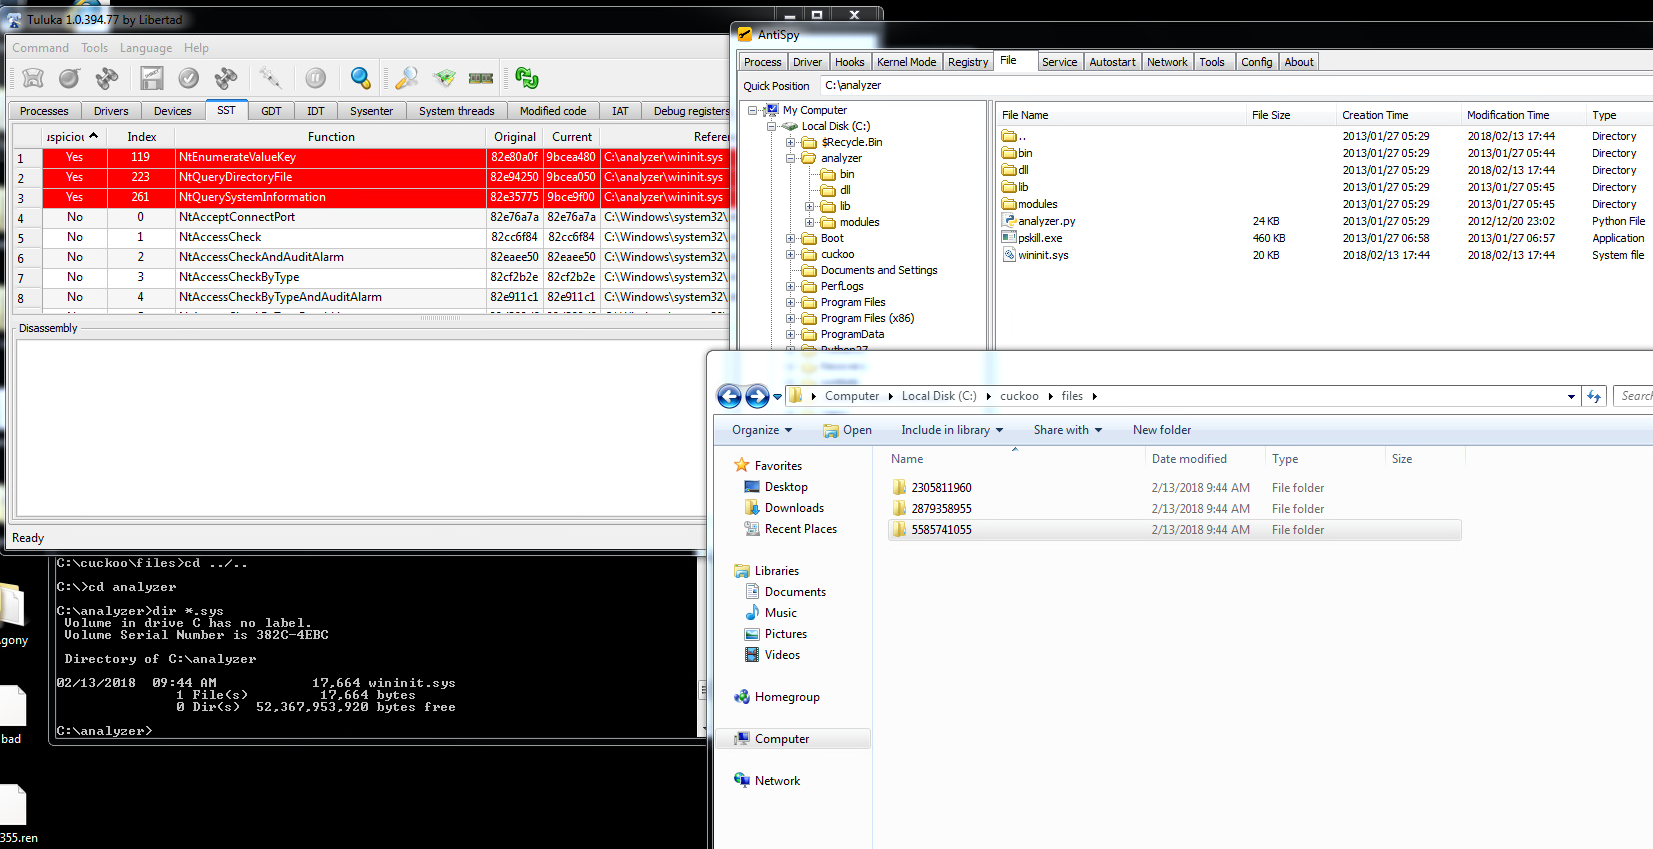 Tuluka 1.0.394.77 by Libertad
Command Tools Language Help
Processes Drivers Devices SST GDT IDT Sysenter System threads Modified code IAT Debug registers
uspiciou Index Function Original Current Refere
1 Yes 119 NtEnumerateValueKey 82e80a0f 9bcea480 C:\analyzer\wininit.sys
2 Yes 223 NtQueryDirectoryFile 82e94250 9bcea050 C:\analyzer\wininit.sys
3 Yes 261 NtQuerySystemInformation 82e35775 9bce9f00 C:\analyzer\wininit.sys
4 No 0 NtAcceptConnectPort 82e76a7a 82e76a7a C:\Windows\system32\
5 No 1 NtAccessCheck 82cc6f84 82cc6f84 C:\Windows\system32\
6 No 2 NtAccessCheckAndAuditAlarm 82eaee50 82eaee50 C:\Windows\system32\
7 No 3 NtAccessCheckByType 82cf2b2e 82cf2b2e C:\Windows\system32\
8 No 4 NtAccessCheckByTypeAndAuditAlarm 82e911c1 82e911c1 C:\Windows\system32\
Disassembly
Ready
AntiSpy
Process Driver Hooks Kernel Mode Registry File Service Autostart Network Tools Config About
Quick Position C:\analyzer
My Computer
Local Disk (C:)
$Recycle.Bin
analyzer
bin
dll
lib
modules
Boot
cuckoo
Documents and Settings
PerfLogs
Program Files
Program Files (x86)
ProgramData
Python27
File Name File Size Creation Time Modification Time Type
.. 2013/01/27 05:29 2018/02/13 17:44 Directory
bin 2013/01/27 05:29 2013/01/27 05:44 Directory
dll 2013/01/27 05:29 2018/02/13 17:44 Directory
lib 2013/01/27 05:29 2013/01/27 05:45 Directory
modules 2013/01/27 05:29 2013/01/27 05:45 Directory
analyzer.py 24 KB 2013/01/27 05:29 2012/12/20 23:02 Python File
pskill.exe 460 KB 2013/01/27 06:58 2013/01/27 06:57 Application
wininit.sys 20 KB 2018/02/13 17:44 2018/02/13 17:44 System file
Computer Local Disk (C:) cuckoo files
Searc
Organize Open Include in library Share with New folder
Favorites
Desktop
Downloads
Recent Places
Libraries
Documents
Music
Pictures
Videos
Homegroup
Computer
Network
Name Date modified Type Size
2305811960 2/13/2018 9:44 AM File folder
2879358955 2/13/2018 9:44 AM File folder
5585741055 2/13/2018 9:44 AM File folder
C:\cuckoo\files>cd ../..
C:\>cd analyzer
C:\analyzer>dir *.sys
Volume in drive C has no label.
Volume Serial Number is 382C-4EBC
Directory of C:\analyzer
02/13/2018 09:44 AM 17,664 wininit.sys
1 File(s) 17,664 bytes
0 Dir(s) 52,367,953,920 bytes free
C:\analyzer>
gony
bad
355.ren